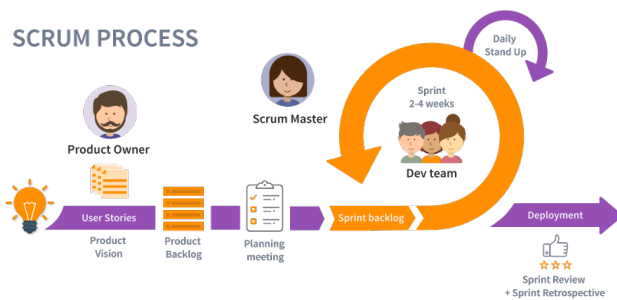 SCRUM PROCESS
Daily
Stand Up
Sprint
2-4 weeks
Scrum Master
Product Owner
Dev team
User Stories
Sprint backlog
Deployment
Product
Vision
Product
Backlog
Planning
meeting
Sprint Review
+ Sprint Retrospective